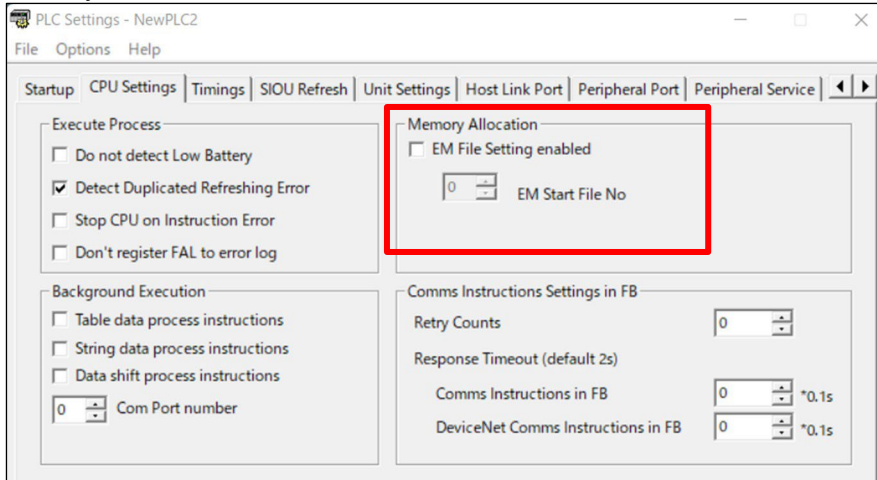 PLC Settings - NewPLC2
File Options Help
Startup CPU Settings Timings SIOU Refresh Unit Settings Host Link Port Peripheral Port Peripheral Service
Execute Process
Do not detect Low Battery
Detect Duplicated Refreshing Error
Stop CPU on Instruction Error
Don't register FAL to error log
Memory Allocation
EM File Setting enabled
0 EM Start File No
Background Execution
Table data process instructions
String data process instructions
Data shift process instructions
0 Com Port number
Comms Instructions Settings in FB
Retry Counts 0
Response Timeout (default 2s)
Comms Instructions in FB 0 *0.1s
DeviceNet Comms Instructions in FB 0 *0.1s